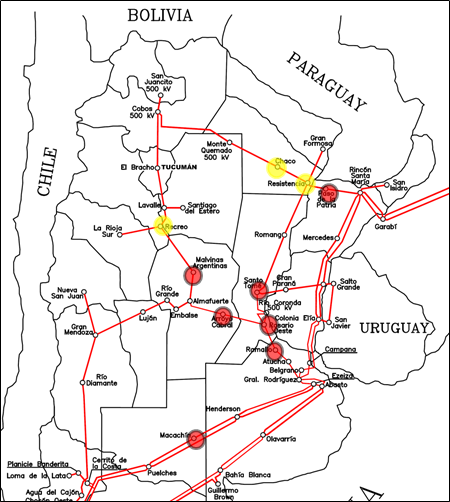 BOLIVIA
PARAGUAY
CHILE
URUGUAY
San
Juancito
500 kV
Cobos
500 kV
Monte
Quemado
500 kV
Gran
Formosa
Chaco
Resistencia
El Bracho
TUCUMÁN
Rincón
Santa
María
San
Isidro
Paso
de la
Patria
Garabí
Lavalle
Santiago
del Estero
Recreo
La Rioja
Sur
Romang
Mercedes
Malvinas
Argentinas
Nueva
San Juan
Río
Grande
Almafuerte
Luján
Embalse
Arroyo
Cabral
Santo
Tomé
Gran
Paraná
Salto
Grande
Río Coronda
500 kV
Colonia
Elía
San
Javier
Rosario
Oeste
Gran
Mendoza
Ramallo
Atucha
Campana
Belgrano
Gral. Rodríguez
Ezeiza
Abasto
Río
Diamante
Henderson
Macachín
Olavarría
Planicie Banderita
Loma de la Lata
Cerrito de
la Costa
Puelches
Agua del Cajón
Chocón Oeste
Bahía Blanca
Guillermo
Brown